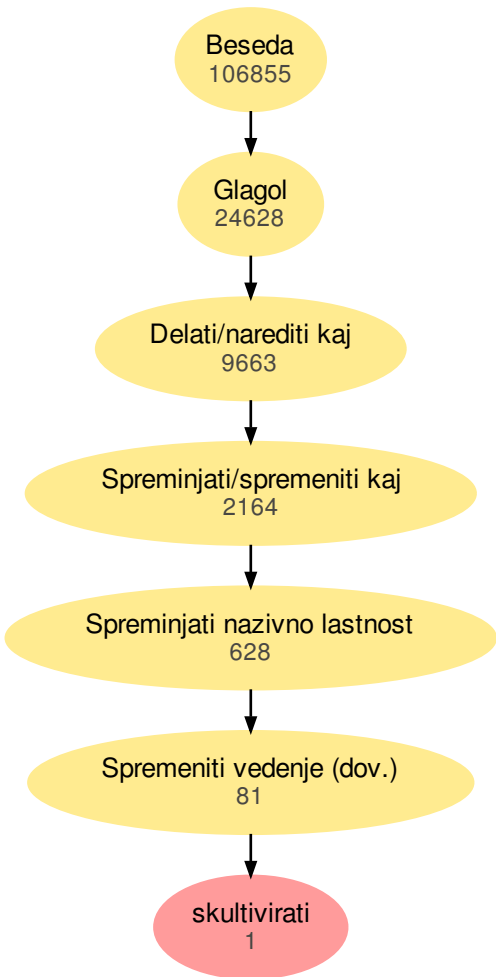 Beseda
106855
Glagol
24628
Delati/narediti kaj
9663
Spreminjati/spremeniti kaj
2164
Spreminjati nazivno lastnost
628
Spremeniti vedenje (dov.)
81
skultivirati
1